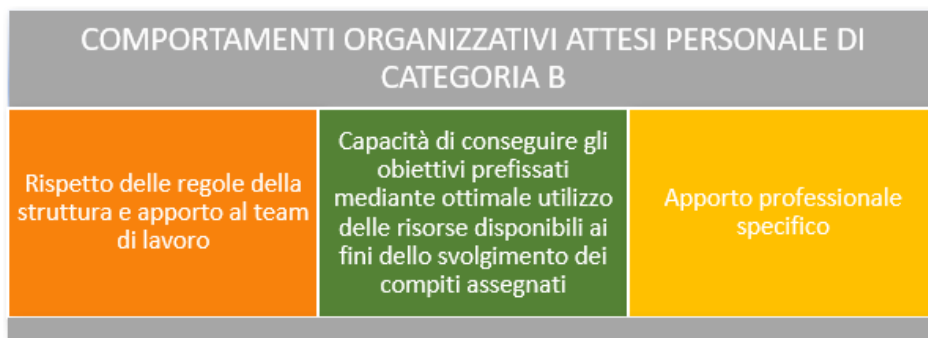 COMPORTAMENTI ORGANIZZATIVI ATTESI PERSONALE DI
CATEGORIA B
Rispetto delle regole della
struttura e apporto al team
di lavoro
Capacità di conseguire gli
obiettivi prefissati
mediante ottimale utilizzo
delle risorse disponibili ai
fini dello svolgimento dei
compiti assegnati
Apporto professionale
specifico